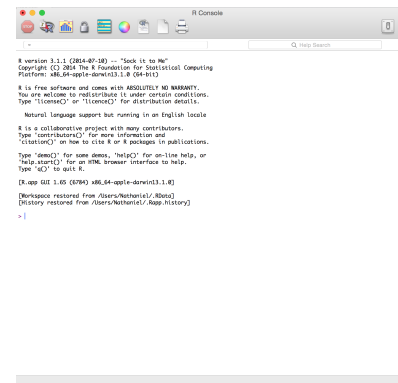 R Console
Help Search
R version 3.1.1 (2014-07-10) -- "Sock it to Me"
Copyright (C) 2014 The R Foundation for Statistical Computing
Platform: x86_64-apple-darwin13.1.0 (64-bit)
R is free software and comes with ABSOLUTELY NO WARRANTY.
You are welcome to redistribute it under certain conditions.
Type 'license()' or 'licence()' for distribution details.
Natural language support but running in an English locale
R is a collaborative project with many contributors.
Type 'contributors()' for more information and
'citation()' on how to cite R or R packages in publications.
Type 'demo()' for some demos, 'help()' for on-line help, or
'help.start()' for an HTML browser interface to help.
Type 'q()' to quit R.
[R.app GUI 1.65 (6784) x86_64-apple-darwin13.1.0]
[Workspace restored from /Users/Nathaniel/.RData]
[History restored from /Users/Nathaniel/.Rapp.history]
>